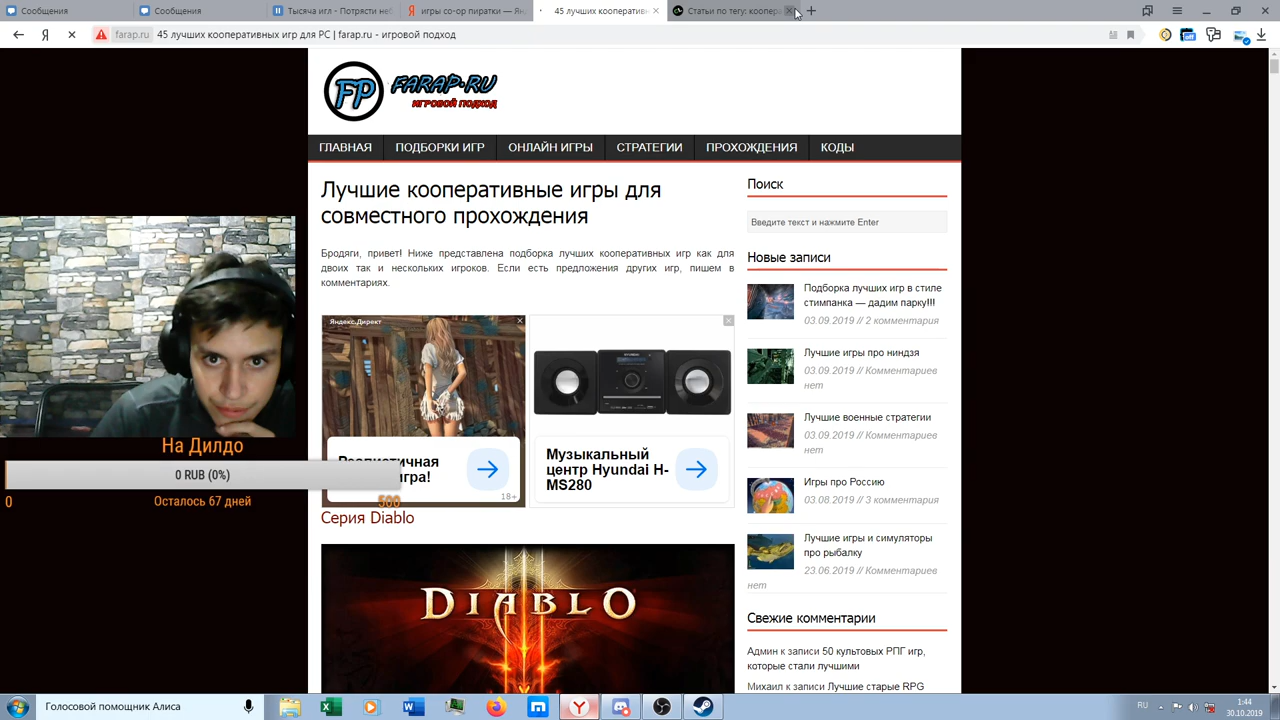 Сообщения
Сообщения
Тысяча игл - Потрясти неб
игры со-ор пиратки — Ян
45 лучших кооператив
Статьи по тегу: коопера
farap.ru
45 лучших кооперативных игр для PC | farap.ru - игровой подход
FP
FARAP-RU
ИГРОВОЙ ПОДХОД
ГЛАВНАЯ
ПОДБОРКИ ИГР
ОНЛАЙН ИГРЫ
СТРАТЕГИИ
ПРОХОЖДЕНИЯ
КОДЫ
Лучшие кооперативные игры для
совместного прохождения
Бродяги, привет! Ниже представлена подборка лучших кооперативных игр как для
двоих так и нескольких игроков. Если есть предложения других игр, пишем в
комментариях.
Яндекс.Директ
игра!
18+
Музыкальный
центр Hyundai H-
MS280
Серия Diablo
DIABLO
Поиск
Введите текст и нажмите Enter
Новые записи
Подборка лучших игр в стиле
стимпанка — дадим парку!!!
03.09.2019 // 2 комментария
Лучшие игры про ниндзя
03.09.2019 // Комментариев
нет
Лучшие военные стратегии
03.09.2019 // Комментариев
нет
Игры про Россию
03.08.2019 // 3 комментария
Лучшие игры и симуляторы
про рыбалку
23.06.2019 // Комментариев
нет
Свежие комментарии
Админ к записи 50 культовых РПГ игр,
которые стали лучшими
Михаил к записи Лучшие старые RPG
На Дилдо
0 RUB (0%)
0
Осталось 67 дней
500
Голосовой помощник Алиса
RU
1:44
30.10.2019